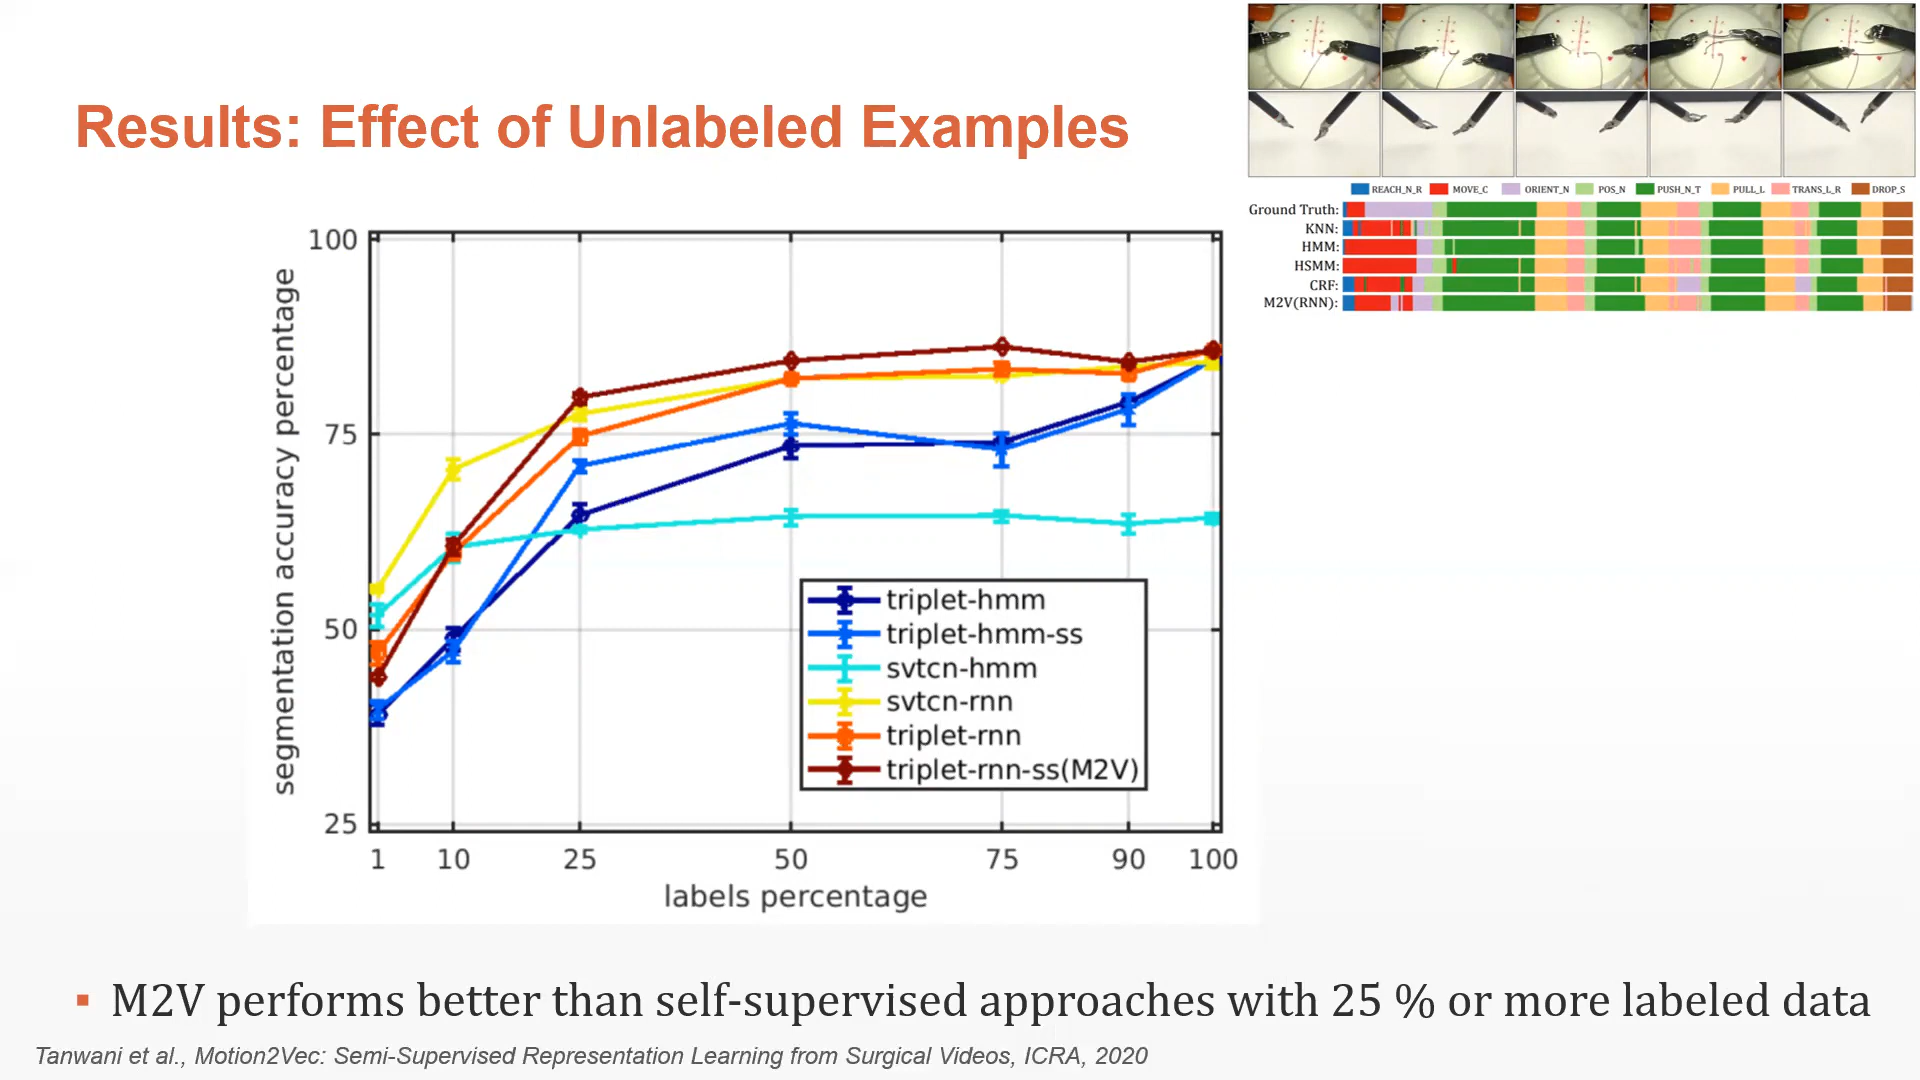 Results: Effect of Unlabeled Examples
REACH_N_R MOVE_C ORIENT_N POS_N PUSH_N_T PULL_L TRANS_L_R DROP_S
Ground Truth:
KNN:
HMM:
HSMM:
CRF:
M2V(RNN):
segmentation accuracy percentage
100
75
50
25
triplet-hmm
triplet-hmm-ss
svtcn-hmm
svtcn-rnn
triplet-rnn
triplet-rnn-ss(M2V)
1 10 25 50 75 90 100
labels percentage
▪ M2V performs better than self-supervised approaches with 25 % or more labeled data
Tanwani et al., Motion2Vec: Semi-Supervised Representation Learning from Surgical Videos, ICRA, 2020